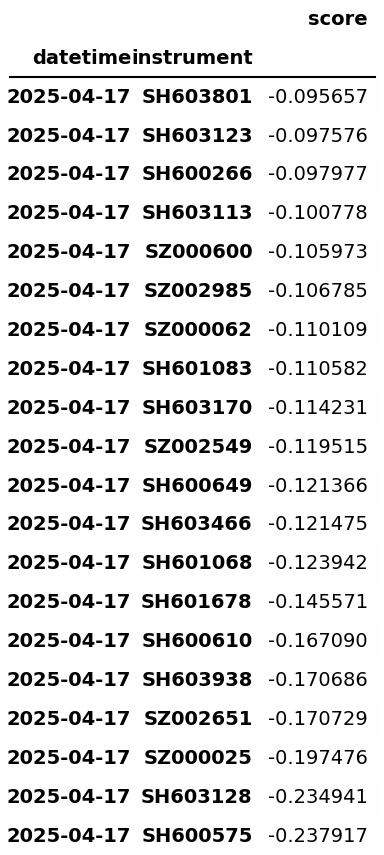 score
datetime instrument
2025-04-17 SH603801 -0.095657
2025-04-17 SH603123 -0.097576
2025-04-17 SH600266 -0.097977
2025-04-17 SH603113 -0.100778
2025-04-17 SZ000600 -0.105973
2025-04-17 SZ002985 -0.106785
2025-04-17 SZ000062 -0.110109
2025-04-17 SH601083 -0.110582
2025-04-17 SH603170 -0.114231
2025-04-17 SZ002549 -0.119515
2025-04-17 SH600649 -0.121366
2025-04-17 SH603466 -0.121475
2025-04-17 SH601068 -0.123942
2025-04-17 SH601678 -0.145571
2025-04-17 SH600610 -0.167090
2025-04-17 SH603938 -0.170686
2025-04-17 SZ002651 -0.170729
2025-04-17 SZ000025 -0.197476
2025-04-17 SH603128 -0.234941
2025-04-17 SH600575 -0.237917